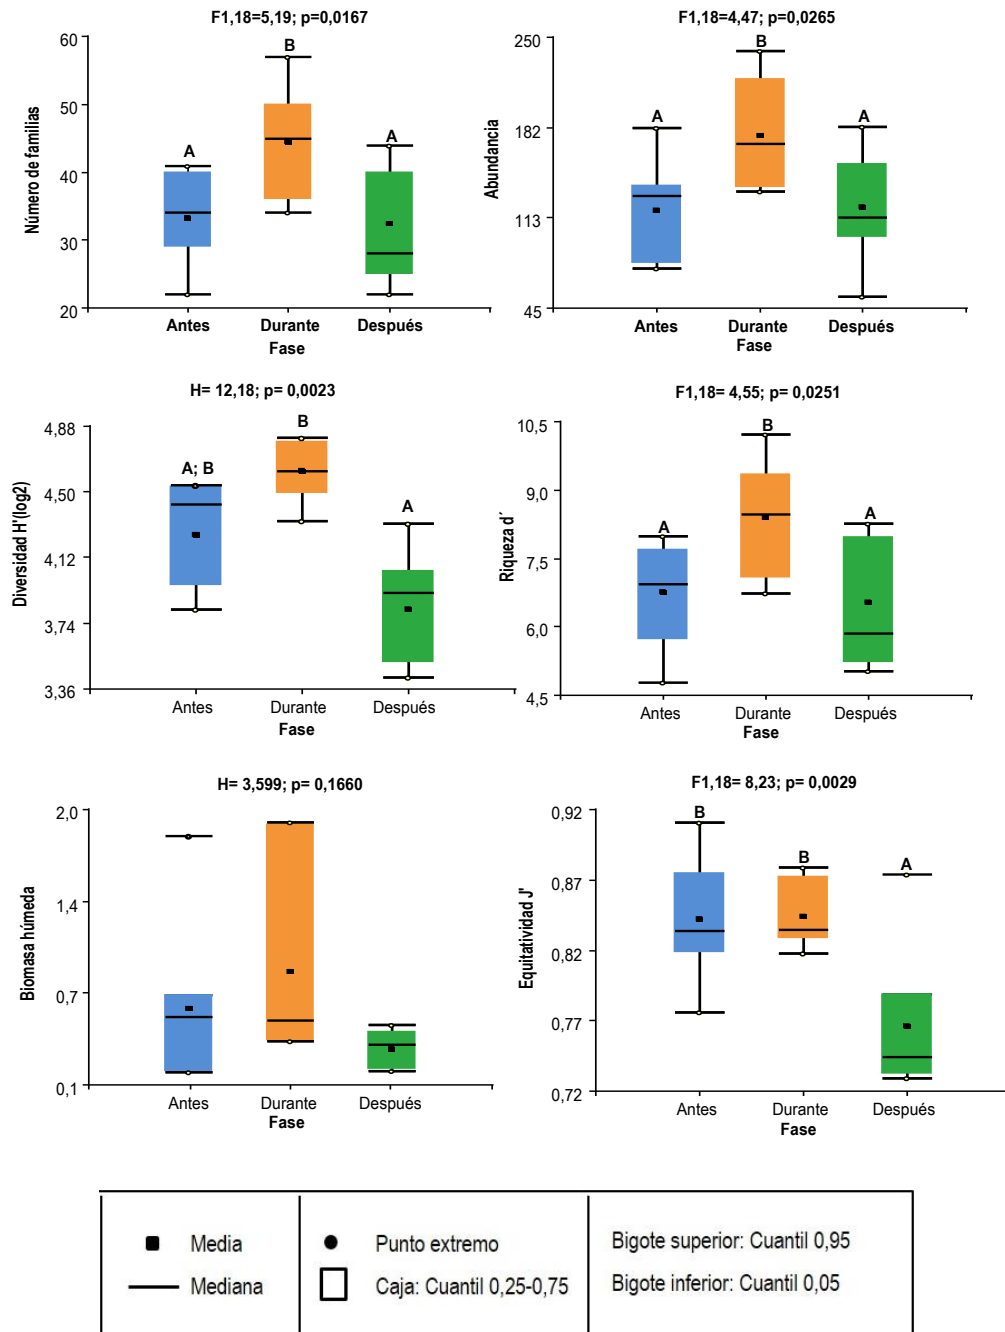 F1,18=5,19; p=0,0167
Número de familias
60
50
40
30
20
A
B
A
Antes
Durante
Después
Fase
F1,18=4,47; p=0,0265
Abundancia
250
182
113
45
A
B
A
Antes
Durante
Después
Fase
H= 12,18; p= 0,0023
Diversidad H'(log2)
4,88
4,50
4,12
3,74
3,36
A; B
B
A
Antes
Durante
Después
Fase
F1,18= 4,55; p= 0,0251
Riqueza d´
10,5
9,0
7,5
6,0
4,5
A
B
A
Antes
Durante
Después
Fase
H= 3,599; p= 0,1660
Biomasa húmeda
2,0
1,4
0,7
0,1
Antes
Durante
Después
Fase
F1,18= 8,23; p= 0,0029
Equitatividad J'
0,92
0,87
0,82
0,77
0,72
B
B
A
Antes
Durante
Después
Fase
Media
Mediana
Punto extremo
Caja: Cuantil 0,25-0,75
Bigote superior: Cuantil 0,95
Bigote inferior: Cuantil 0,05